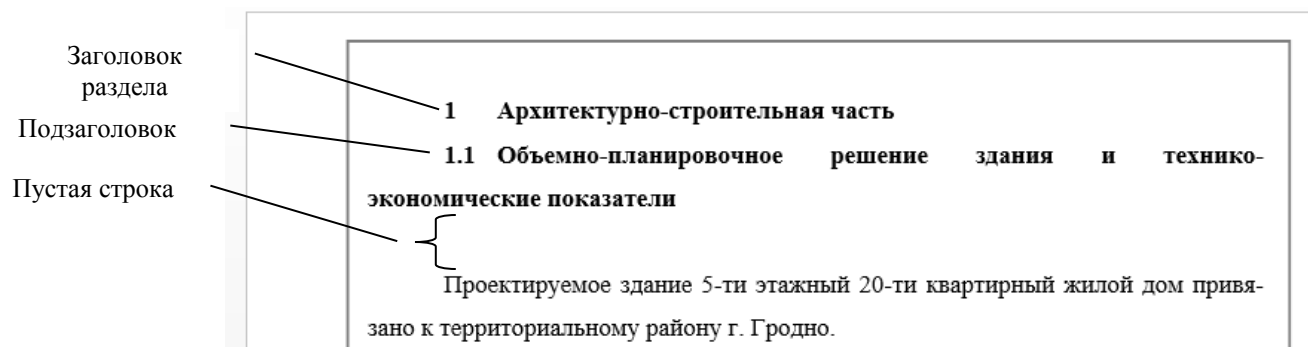 Заголовок
раздела
Подзаголовок
Пустая строка
1 Архитектурно-строительная часть
1.1 Объемно-планировочное решение здания и технико-
экономические показатели
Проектируемое здание 5-ти этажный 20-ти квартирный жилой дом привя-
зано к территориальному району г. Гродно.